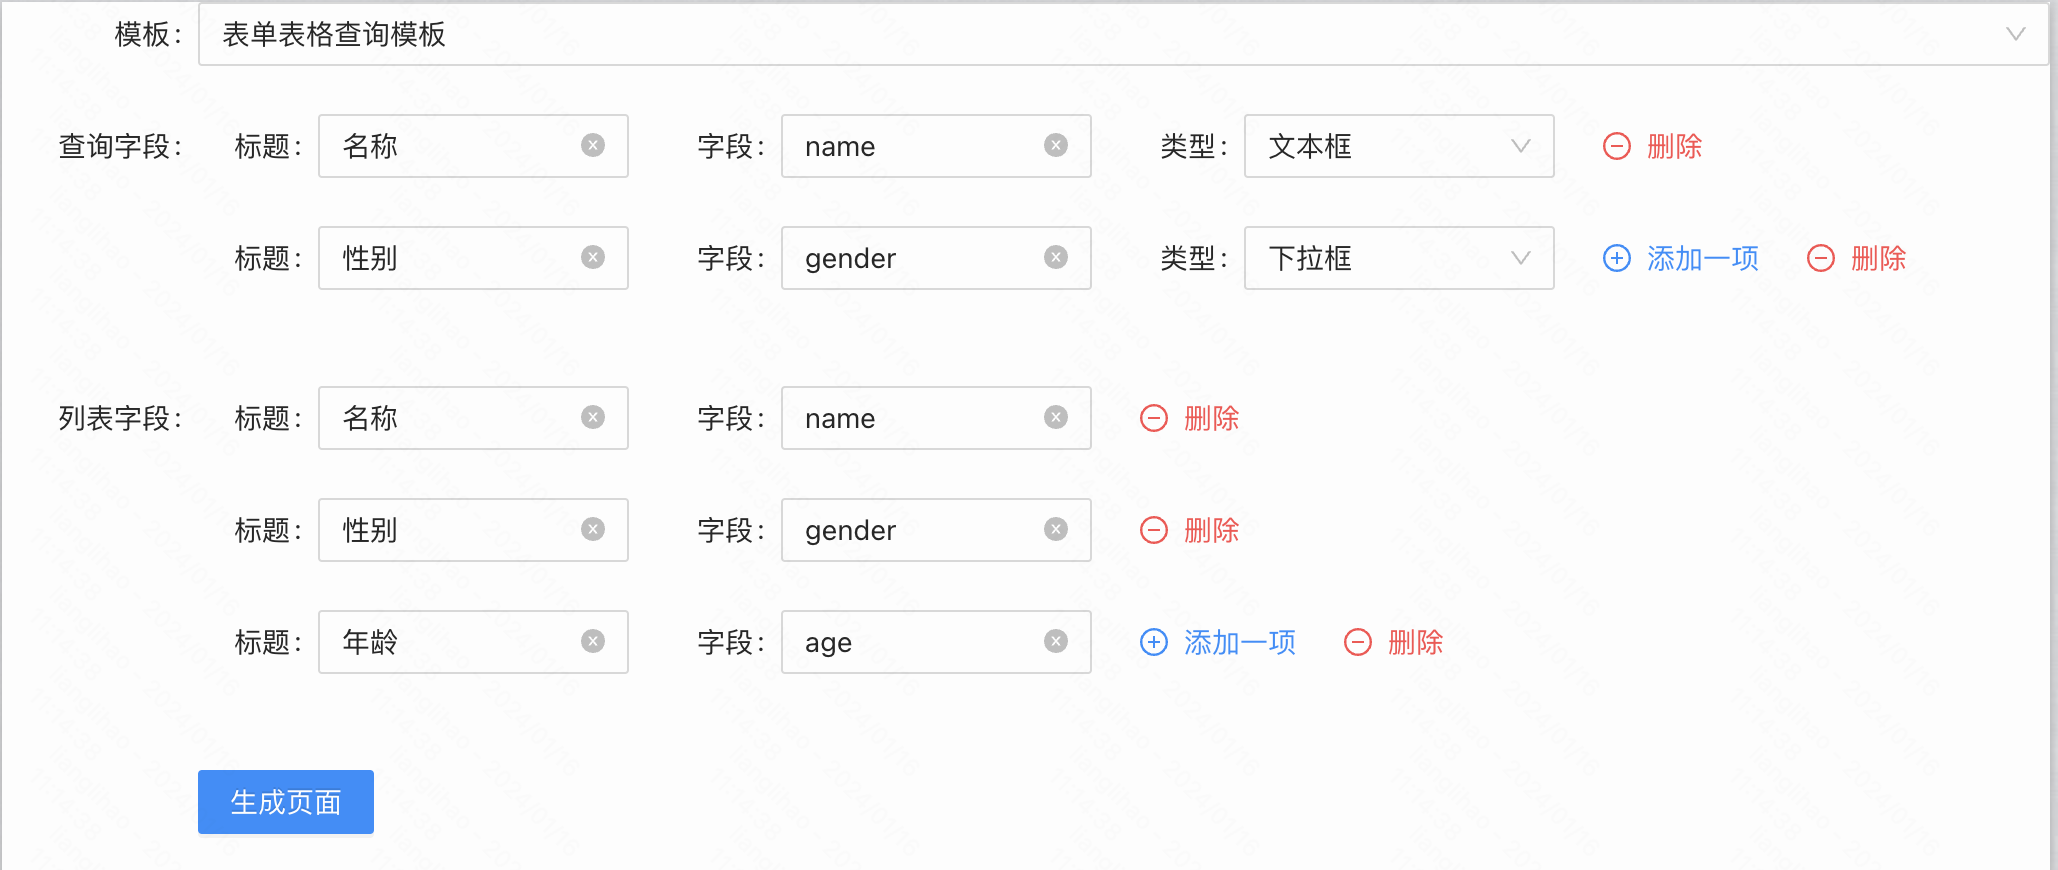 模板: 表单表格查询模板
查询字段: 标题: 名称 字段: name 类型: 文本框 删除
标题: 性别 字段: gender 类型: 下拉框 添加一项 删除
列表字段: 标题: 名称 字段: name 删除
标题: 性别 字段: gender 删除
标题: 年龄 字段: age 添加一项 删除
生成页面